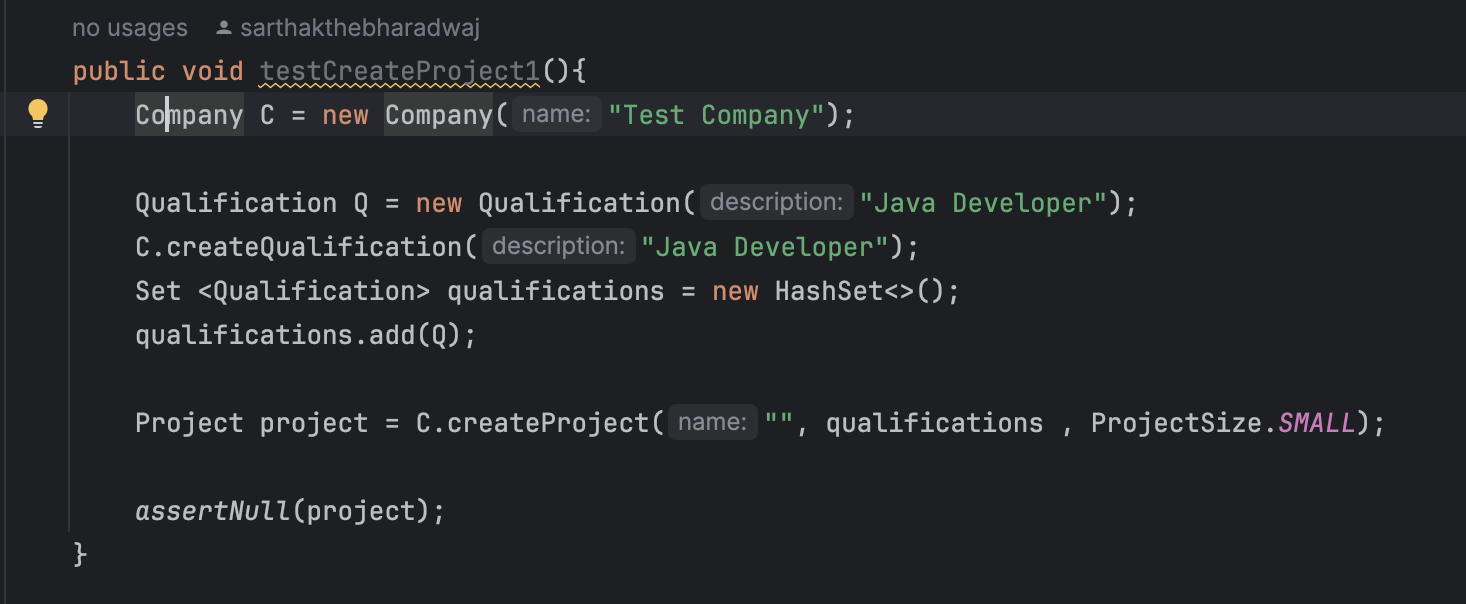 no usages sarthakthebharadwaj
public void testCreateProject1(){
Company C = new Company( name: "Test Company");
Qualification Q = new Qualification( description: "Java Developer");
C.createQualification( description: "Java Developer");
Set <Qualification> qualifications = new HashSet<>();
qualifications.add(Q);
Project project = C.createProject( name: "", qualifications , ProjectSize.SMALL);
assertNull(project);
}